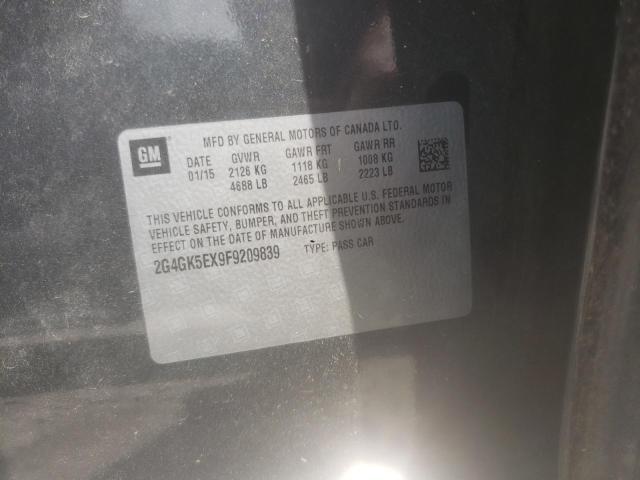 GM
MFD BY GENERAL MOTORS OF CANADA LTD.
DATE GVWR GAWR FRT GAWR RR
01/15 2126 KG 1118 KG 1008 KG
4688 LB 2465 LB 2223 LB
THIS VEHICLE CONFORMS TO ALL APPLICABLE U.S. FEDERAL MOTOR
VEHICLE SAFETY, BUMPER, AND THEFT PREVENTION STANDARDS IN
EFFECT ON THE DATE OF MANUFACTURE SHOWN ABOVE.
2G4GK5EX9F9209839 TYPE: PASS CAR